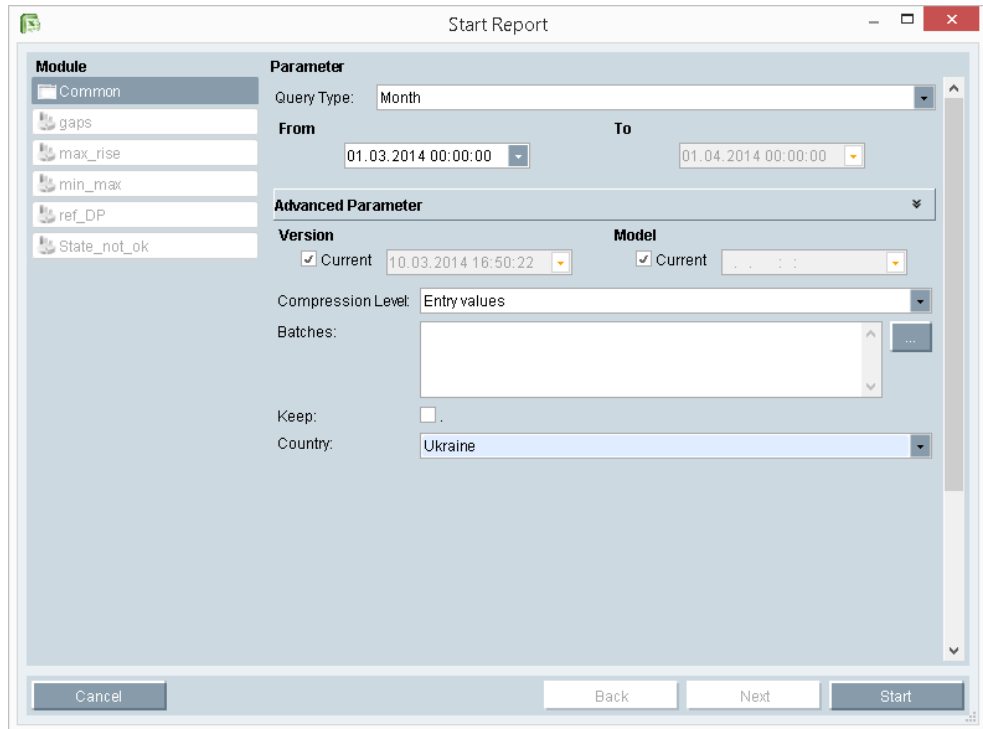 Start Report
Module
Common
gaps
max_rise
min_max
ref_DP
State_not_ok
Parameter
Query Type: Month
From To
01.03.2014 00:00:00 01.04.2014 00:00:00
Advanced Parameter
Version Model
Current 10.03.2014 16:50:22 Current . . : :
Compression Level: Entry values
Batches: ...
Keep: .
Country: Ukraine
Cancel Back Next Start